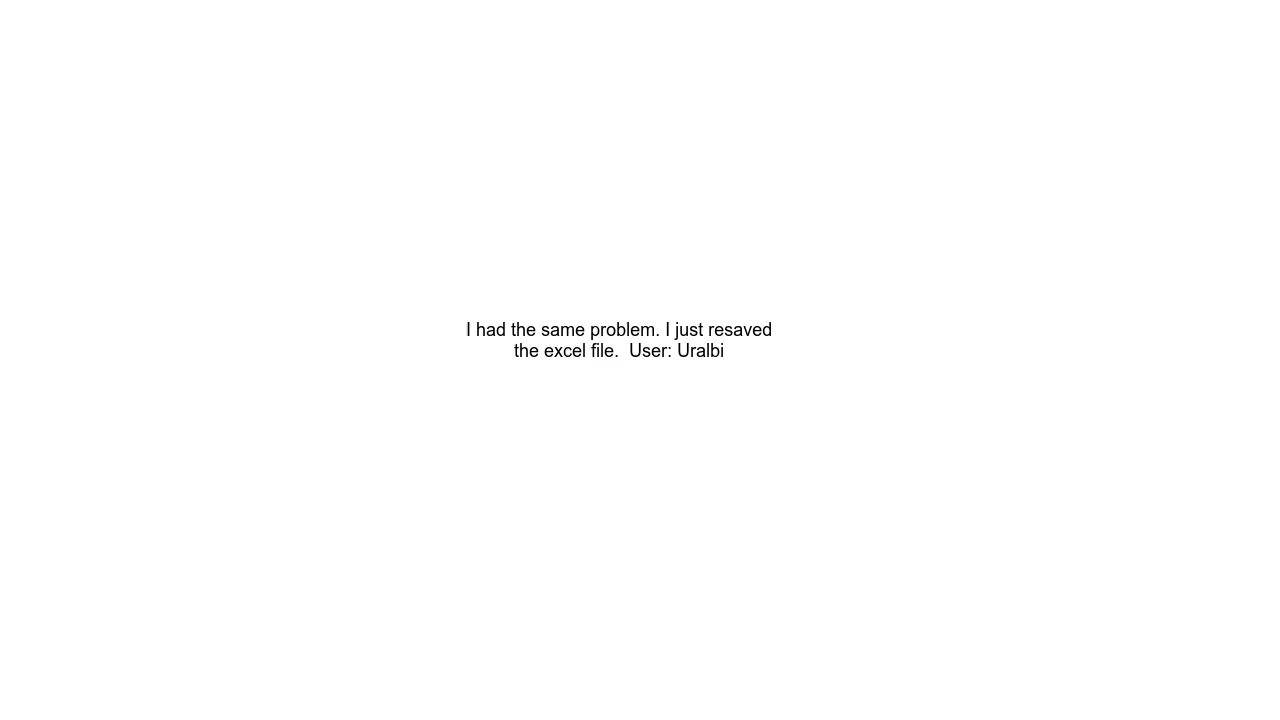 I had the same problem. I just resaved
the excel file.  User: Uralbi